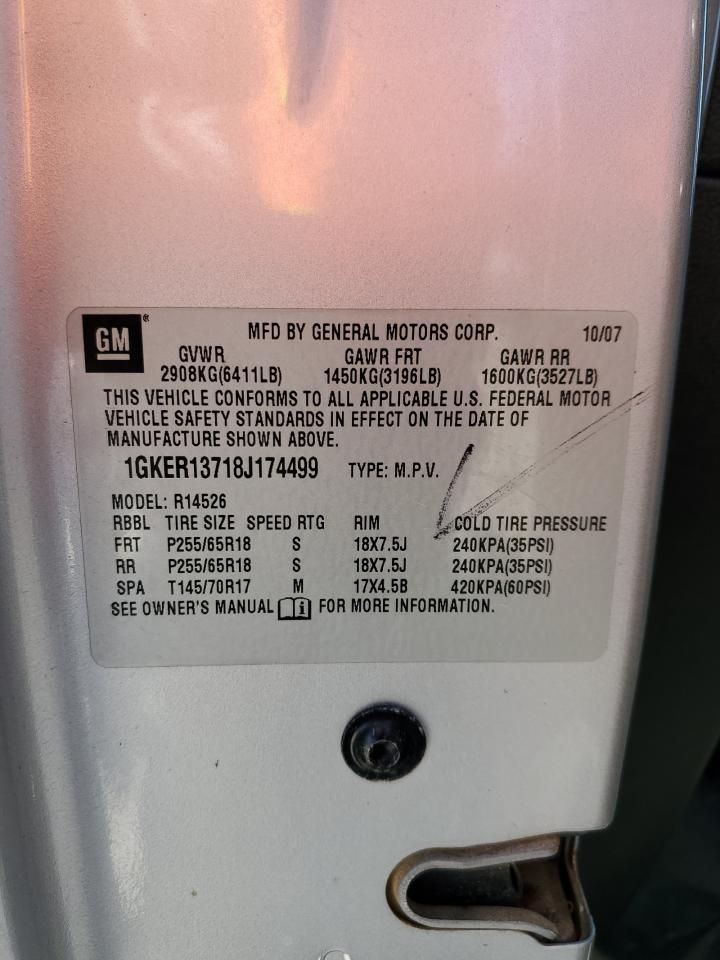 GM ® MFD BY GENERAL MOTORS CORP. 10/07
GVWR GAWR FRT GAWR RR
2908KG(6411LB) 1450KG(3196LB) 1600KG(3527LB)
THIS VEHICLE CONFORMS TO ALL APPLICABLE U.S. FEDERAL MOTOR
VEHICLE SAFETY STANDARDS IN EFFECT ON THE DATE OF
MANUFACTURE SHOWN ABOVE.
1GKER13718J174499 TYPE: M.P.V.
MODEL: R14526
RBBL TIRE SIZE SPEED RTG RIM COLD TIRE PRESSURE
FRT P255/65R18 S 18X7.5J 240KPA(35PSI)
RR P255/65R18 S 18X7.5J 240KPA(35PSI)
SPA T145/70R17 M 17X4.5B 420KPA(60PSI)
SEE OWNER'S MANUAL i FOR MORE INFORMATION.